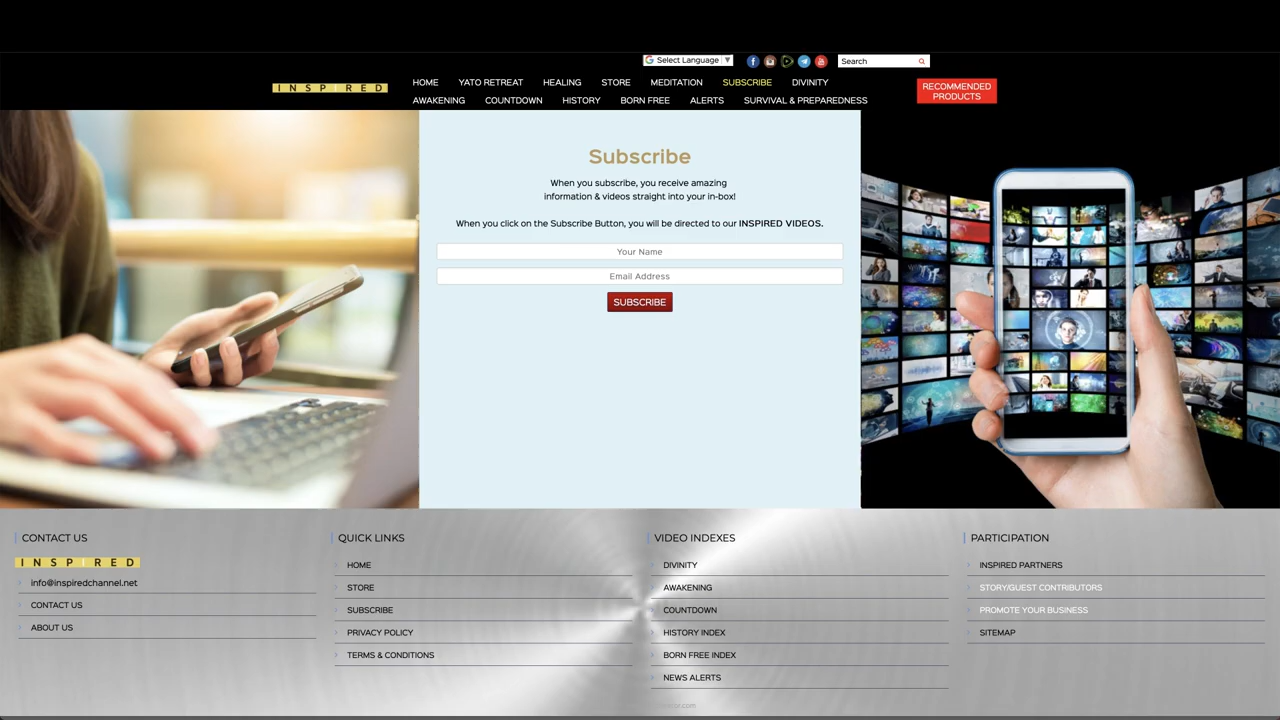 Select Language ▼
Search
INSPIRED
HOME YATO RETREAT HEALING STORE MEDITATION SUBSCRIBE DIVINITY
AWAKENING COUNTDOWN HISTORY BORN FREE ALERTS SURVIVAL & PREPAREDNESS
RECOMMENDED
PRODUCTS
Subscribe
When you subscribe, you receive amazing
information & videos straight into your in-box!
When you click on the Subscribe Button, you will be directed to our INSPIRED VIDEOS.
Your Name
Email Address
SUBSCRIBE
CONTACT US
INSPIRED
info@inspiredchannel.net
CONTACT US
ABOUT US
QUICK LINKS
HOME
STORE
SUBSCRIBE
PRIVACY POLICY
TERMS & CONDITIONS
VIDEO INDEXES
DIVINITY
AWAKENING
COUNTDOWN
HISTORY INDEX
BORN FREE INDEX
NEWS ALERTS
PARTICIPATION
INSPIRED PARTNERS
STORY/GUEST CONTRIBUTORS
PROMOTE YOUR BUSINESS
SITEMAP